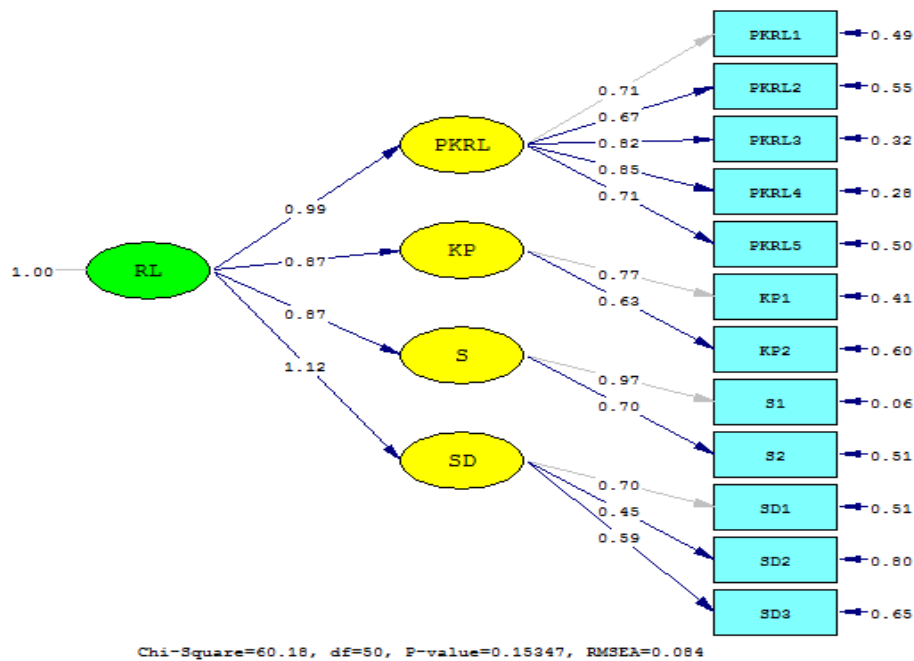 PKRL1 0.49
0.71
PKRL2 0.55
0.67
PKRL 0.82 PKRL3 0.32
0.85
PKRL4 0.28
0.71
0.99
PKRL5 0.50
KP 0.77
1.00 RL 0.87 KP1 0.41
0.63
0.87
KP2 0.60
S
1.12 0.97
S1 0.06
0.70
S2 0.51
SD
0.70
SD1 0.51
0.45
0.59
SD2 0.80
SD3 0.65
Chi-Square=60.18, df=50, P-value=0.15347, RMSEA=0.084